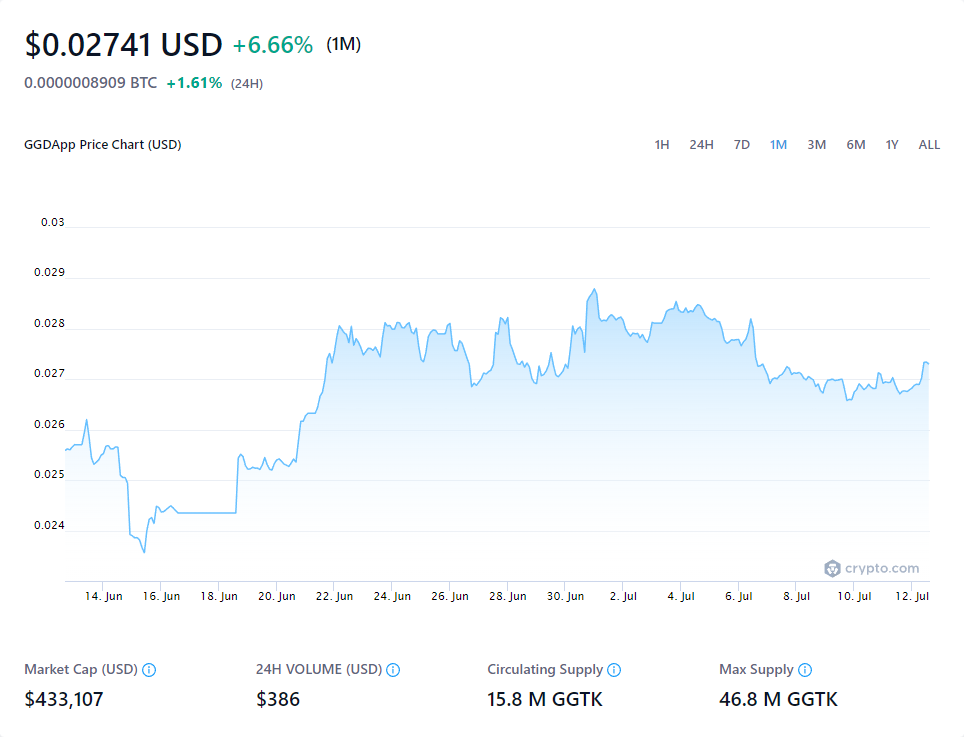 $0.02741 USD +6.66% (1M)
0.0000008909 BTC +1.61% (24H)
GGDApp Price Chart (USD)
1H 24H 7D 1M 3M 6M 1Y ALL
0.03
0.029
0.028
0.027
0.026
0.025
0.024
crypto.com
14. Jun 16. Jun 18. Jun 20. Jun 22. Jun 24. Jun 26. Jun 28. Jun 30. Jun 2. Jul 4. Jul 6. Jul 8. Jul 10. Jul 12. Jul
Market Cap (USD) 24H VOLUME (USD) Circulating Supply Max Supply
$433,107 $386 15.8 M GGTK 46.8 M GGTK